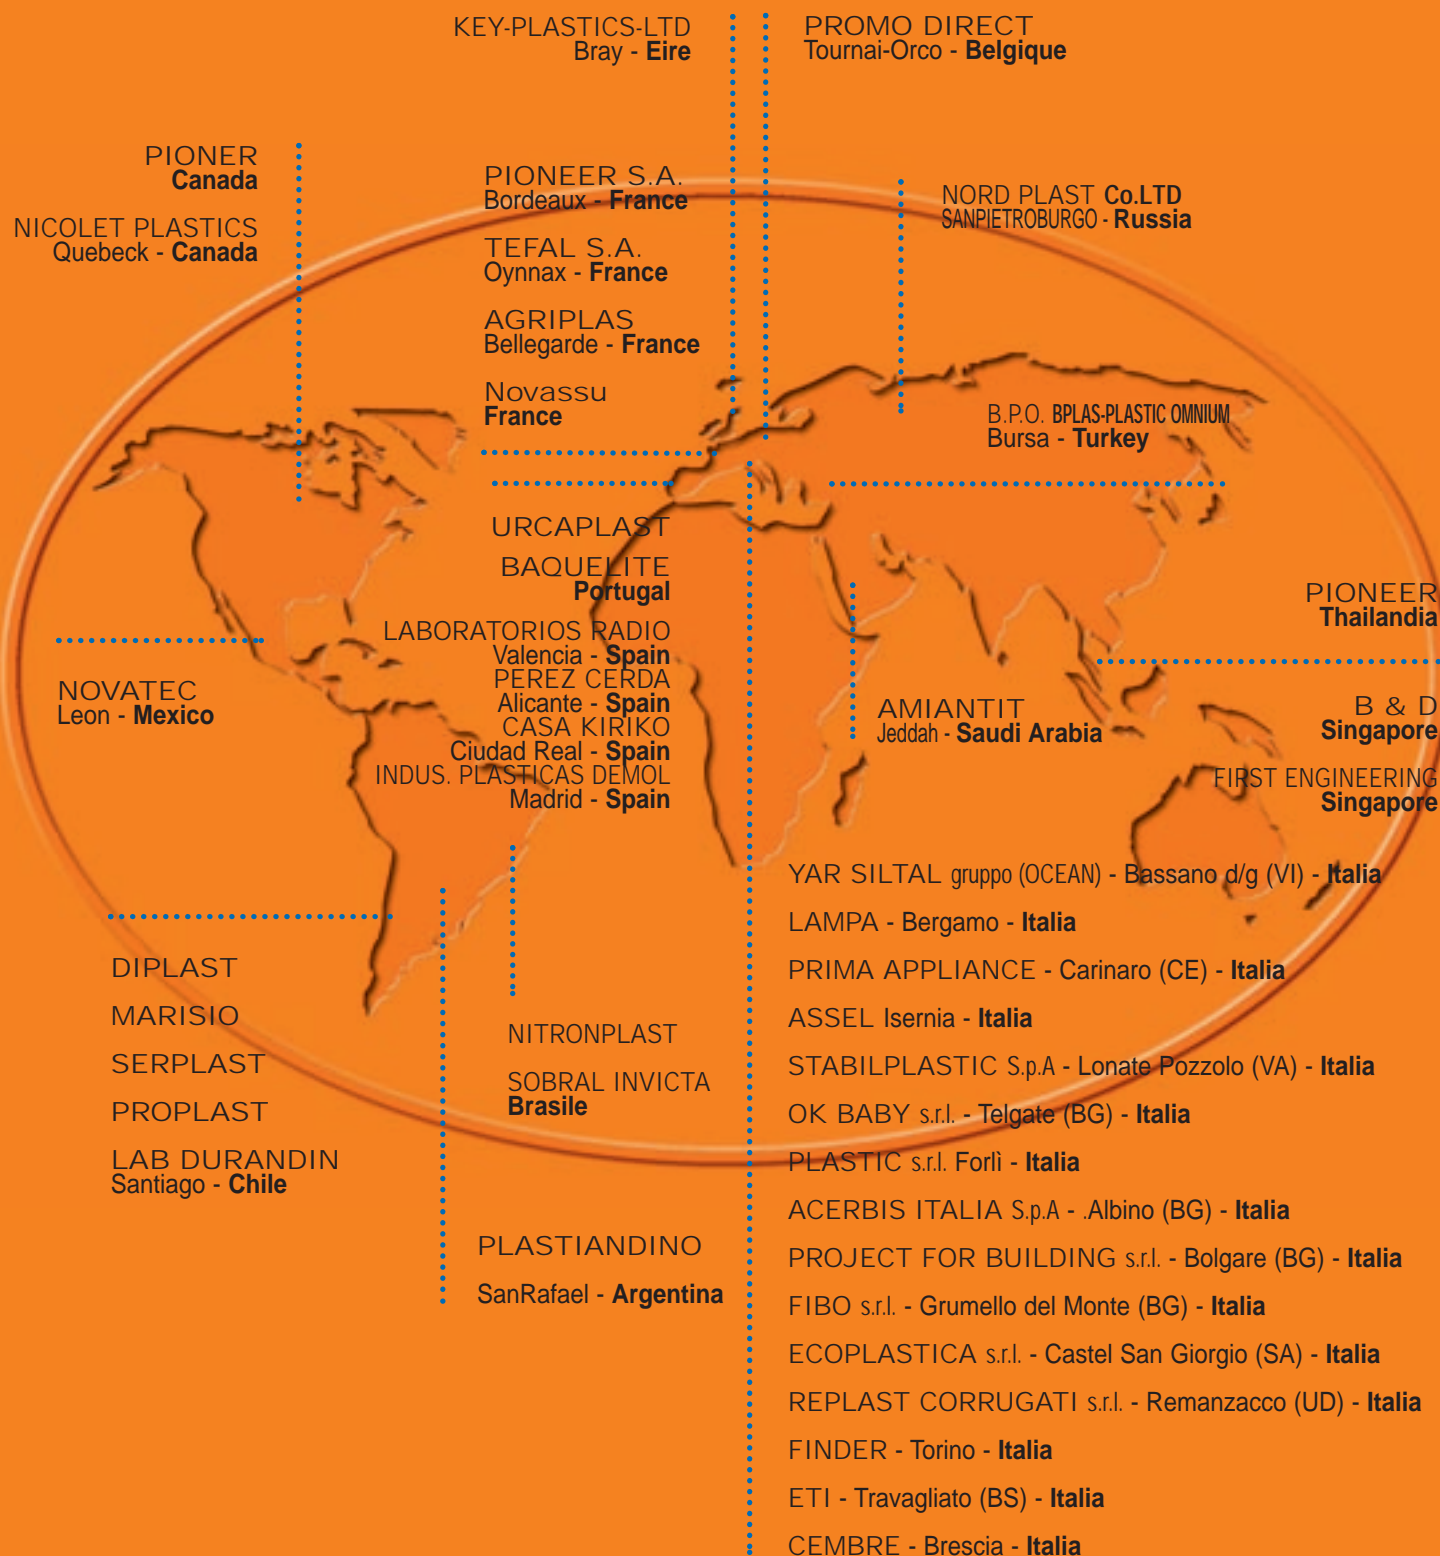 KEY-PLASTICS-LTD
Bray - Eire
PROMO DIRECT
Tournai-Orco - Belgique
PIONER
Canada
NICOLET PLASTICS
Quebeck - Canada
PIONEER S.A.
Bordeaux - France
TEFAL S.A.
Oynnax - France
AGRIPLAS
Bellegarde - France
Novassu
France
NORD PLAST Co.LTD
SANPIETROBURGO - Russia
B.P.O. BPLAS-PLASTIC OMNIUM
Bursa - Turkey
URCAPLAST
BAQUELITE
Portugal
LABORATORIOS RADIO
Valencia - Spain
PEREZ CERDA
Alicante - Spain
CASA KIRIKO
Ciudad Real - Spain
INDUS. PLASTICAS DEMOL
Madrid - Spain
NOVATEC
Leon - Mexico
AMIANTIT
Jeddah - Saudi Arabia
PIONEER
Thailandia
B & D
Singapore
FIRST ENGINEERING
Singapore
DIPLAST
MARISIO
SERPLAST
PROPLAST
LAB DURANDIN
Santiago - Chile
NITRONPLAST
SOBRAL INVICTA
Brasile
PLASTIANDINO
SanRafael - Argentina
YAR SILTAL gruppo (OCEAN) - Bassano d/g (VI) - Italia
LAMPA - Bergamo - Italia
PRIMA APPLIANCE - Carinaro (CE) - Italia
ASSEL Isernia - Italia
STABILPLASTIC S.p.A - Lonate Pozzolo (VA) - Italia
OK BABY s.r.l. - Telgate (BG) - Italia
PLASTIC s.r.l. Forlì - Italia
ACERBIS ITALIA S.p.A - .Albino (BG) - Italia
PROJECT FOR BUILDING s.r.l. - Bolgare (BG) - Italia
FIBO s.r.l. - Grumello del Monte (BG) - Italia
ECOPLASTICA s.r.l. - Castel San Giorgio (SA) - Italia
REPLAST CORRUGATI s.r.l. - Remanzacco (UD) - Italia
FINDER - Torino - Italia
ETI - Travagliato (BS) - Italia
CEMBRE - Brescia - Italia